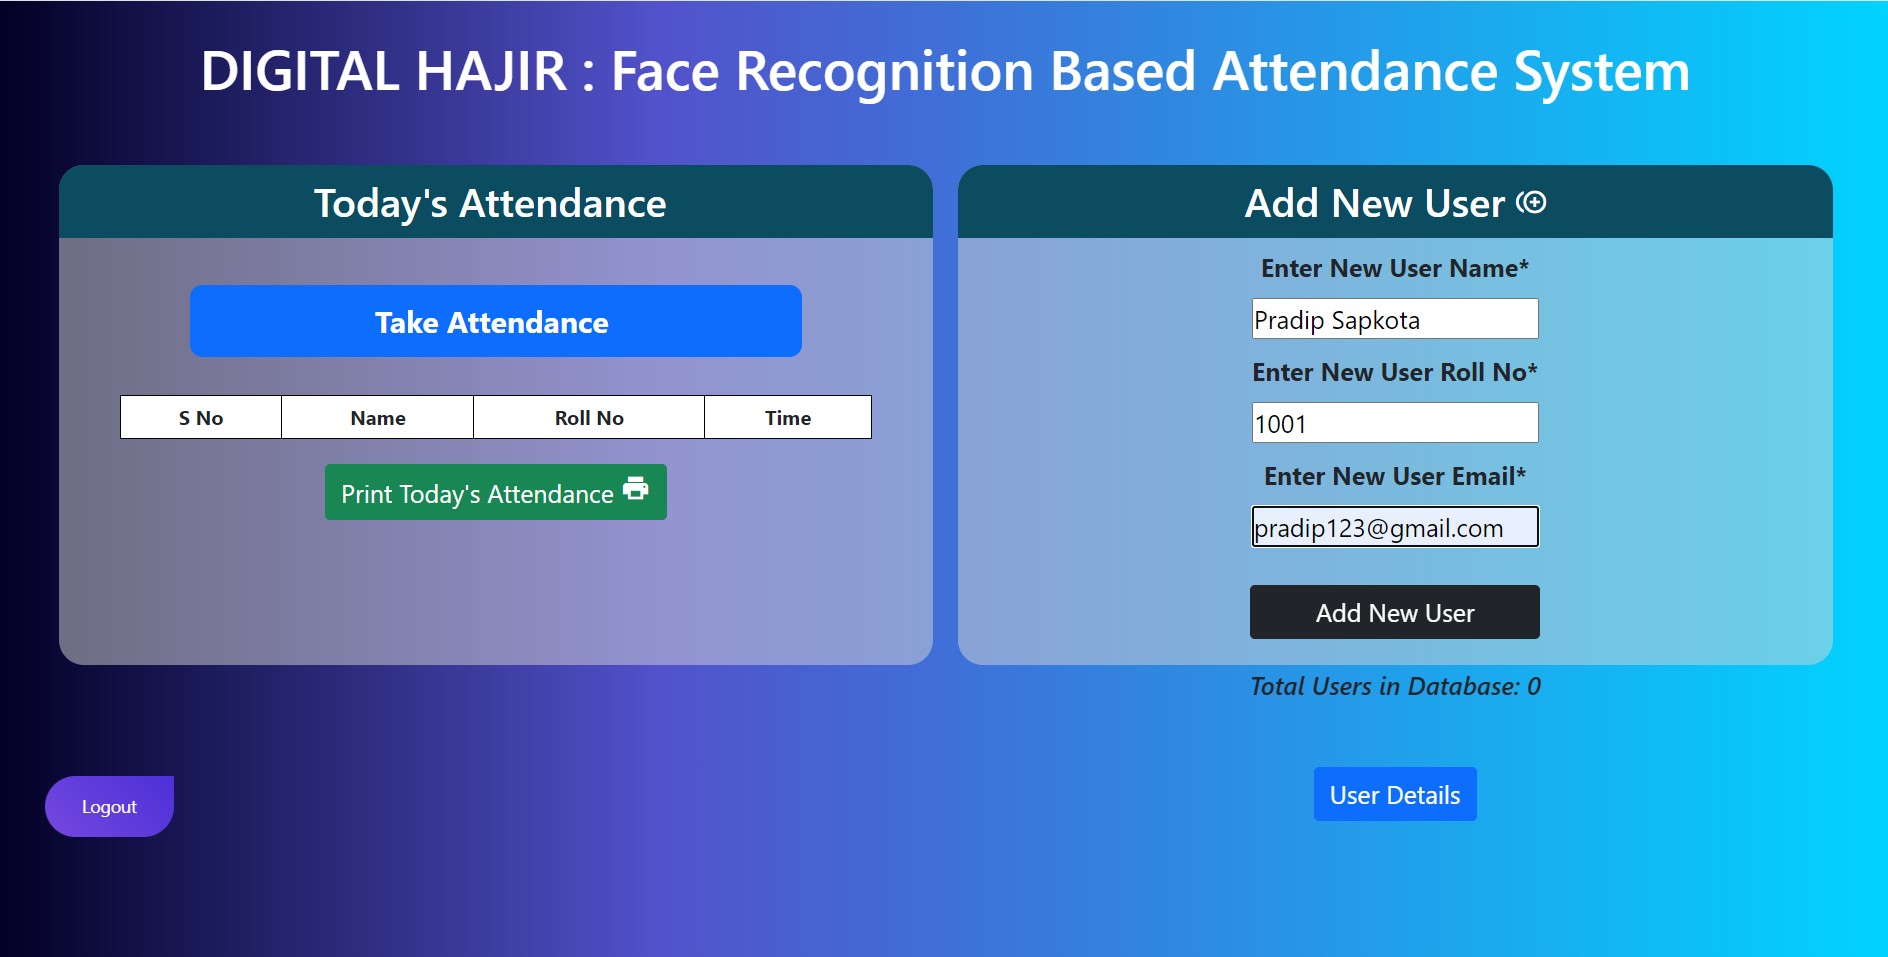 DIGITAL HAJIR : Face Recognition Based Attendance System
Today's Attendance
Take Attendance
S No Name Roll No Time
Print Today's Attendance
Add New User
Enter New User Name*
Pradip Sapkota
Enter New User Roll No*
1001
Enter New User Email*
pradip123@gmail.com
Add New User
Total Users in Database: 0
Logout
User Details